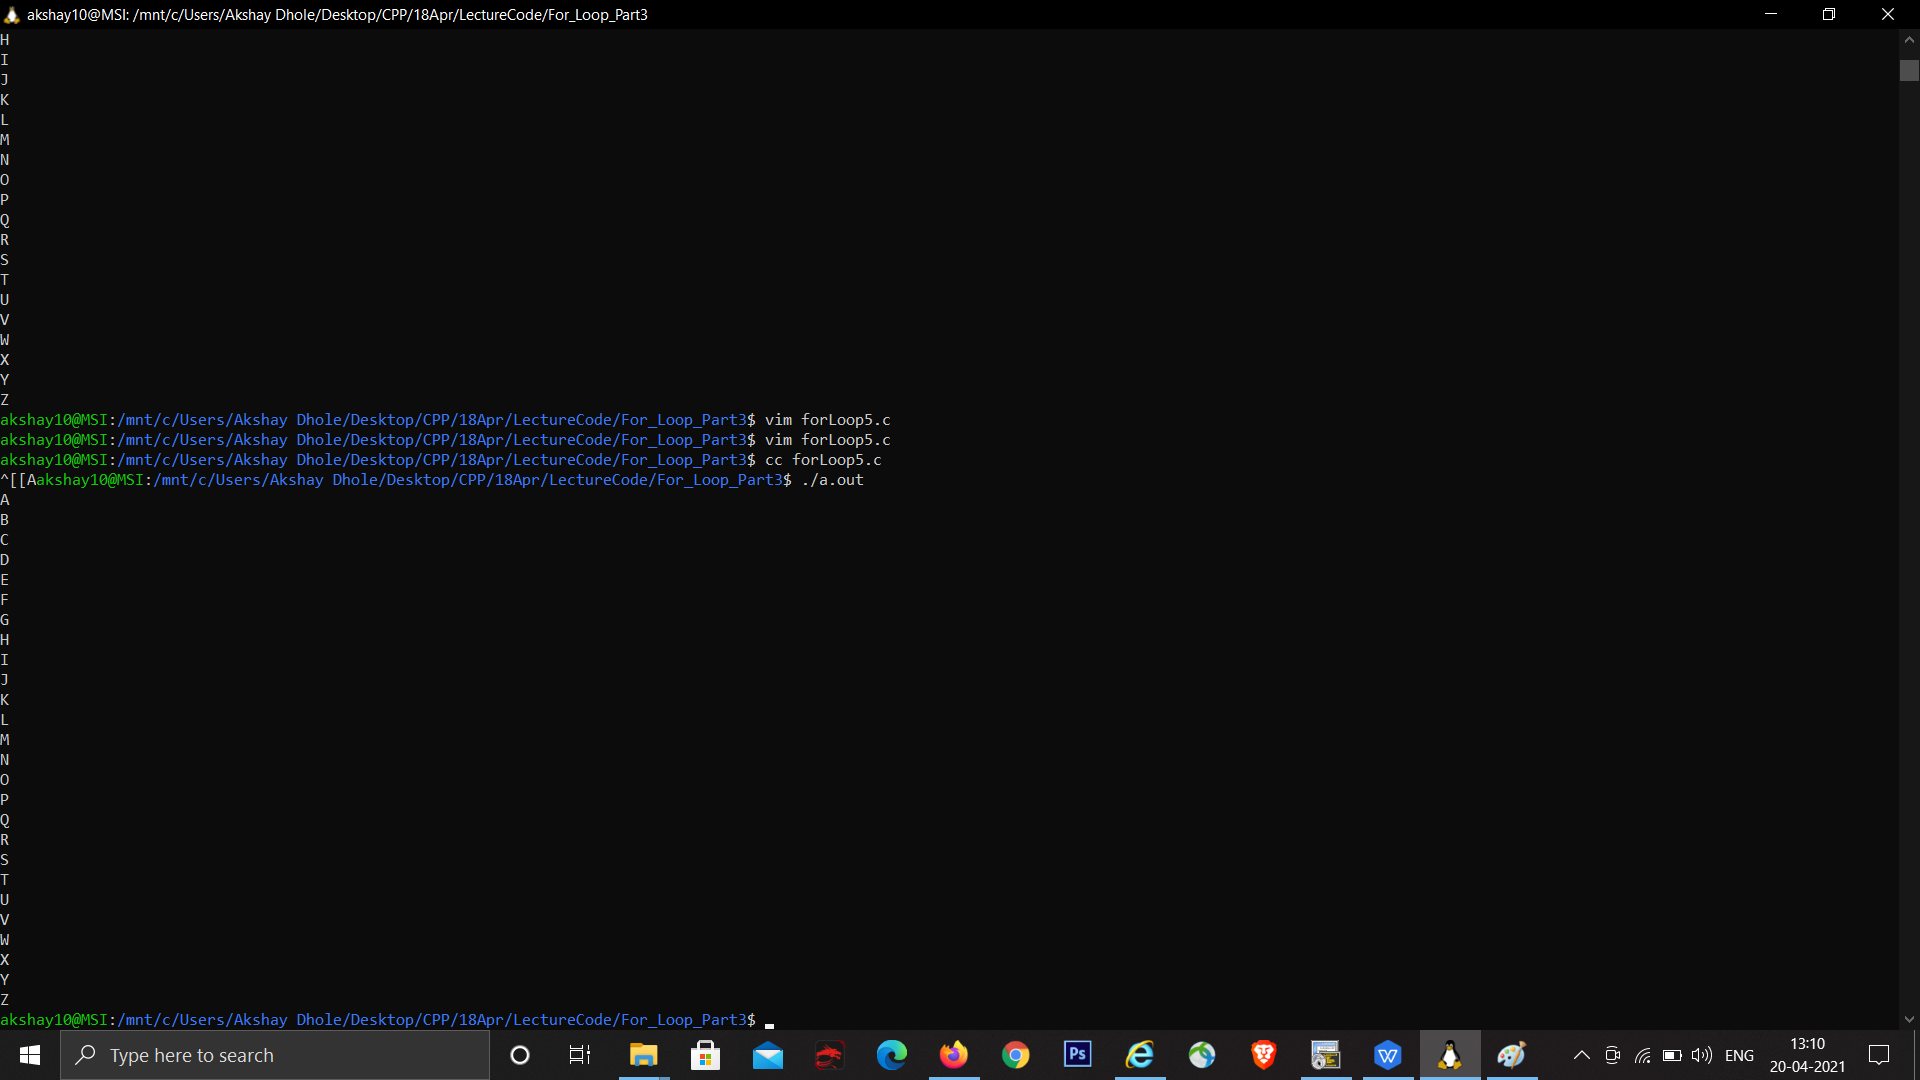 akshay10@MSI: /mnt/c/Users/Akshay Dhole/Desktop/CPP/18Apr/LectureCode/For_Loop_Part3
H
I
J
K
L
M
N
O
P
Q
R
S
T
U
V
W
X
Y
Z
akshay10@MSI:/mnt/c/Users/Akshay Dhole/Desktop/CPP/18Apr/LectureCode/For_Loop_Part3$ vim forLoop5.c
akshay10@MSI:/mnt/c/Users/Akshay Dhole/Desktop/CPP/18Apr/LectureCode/For_Loop_Part3$ vim forLoop5.c
akshay10@MSI:/mnt/c/Users/Akshay Dhole/Desktop/CPP/18Apr/LectureCode/For_Loop_Part3$ cc forLoop5.c
^[[Aakshay10@MSI:/mnt/c/Users/Akshay Dhole/Desktop/CPP/18Apr/LectureCode/For_Loop_Part3$ ./a.out
A
B
C
D
E
F
G
H
I
J
K
L
M
N
O
P
Q
R
S
T
U
V
W
X
Y
Z
akshay10@MSI:/mnt/c/Users/Akshay Dhole/Desktop/CPP/18Apr/LectureCode/For_Loop_Part3$
Type here to search
Ps
W
ENG
13:10
20-04-2021